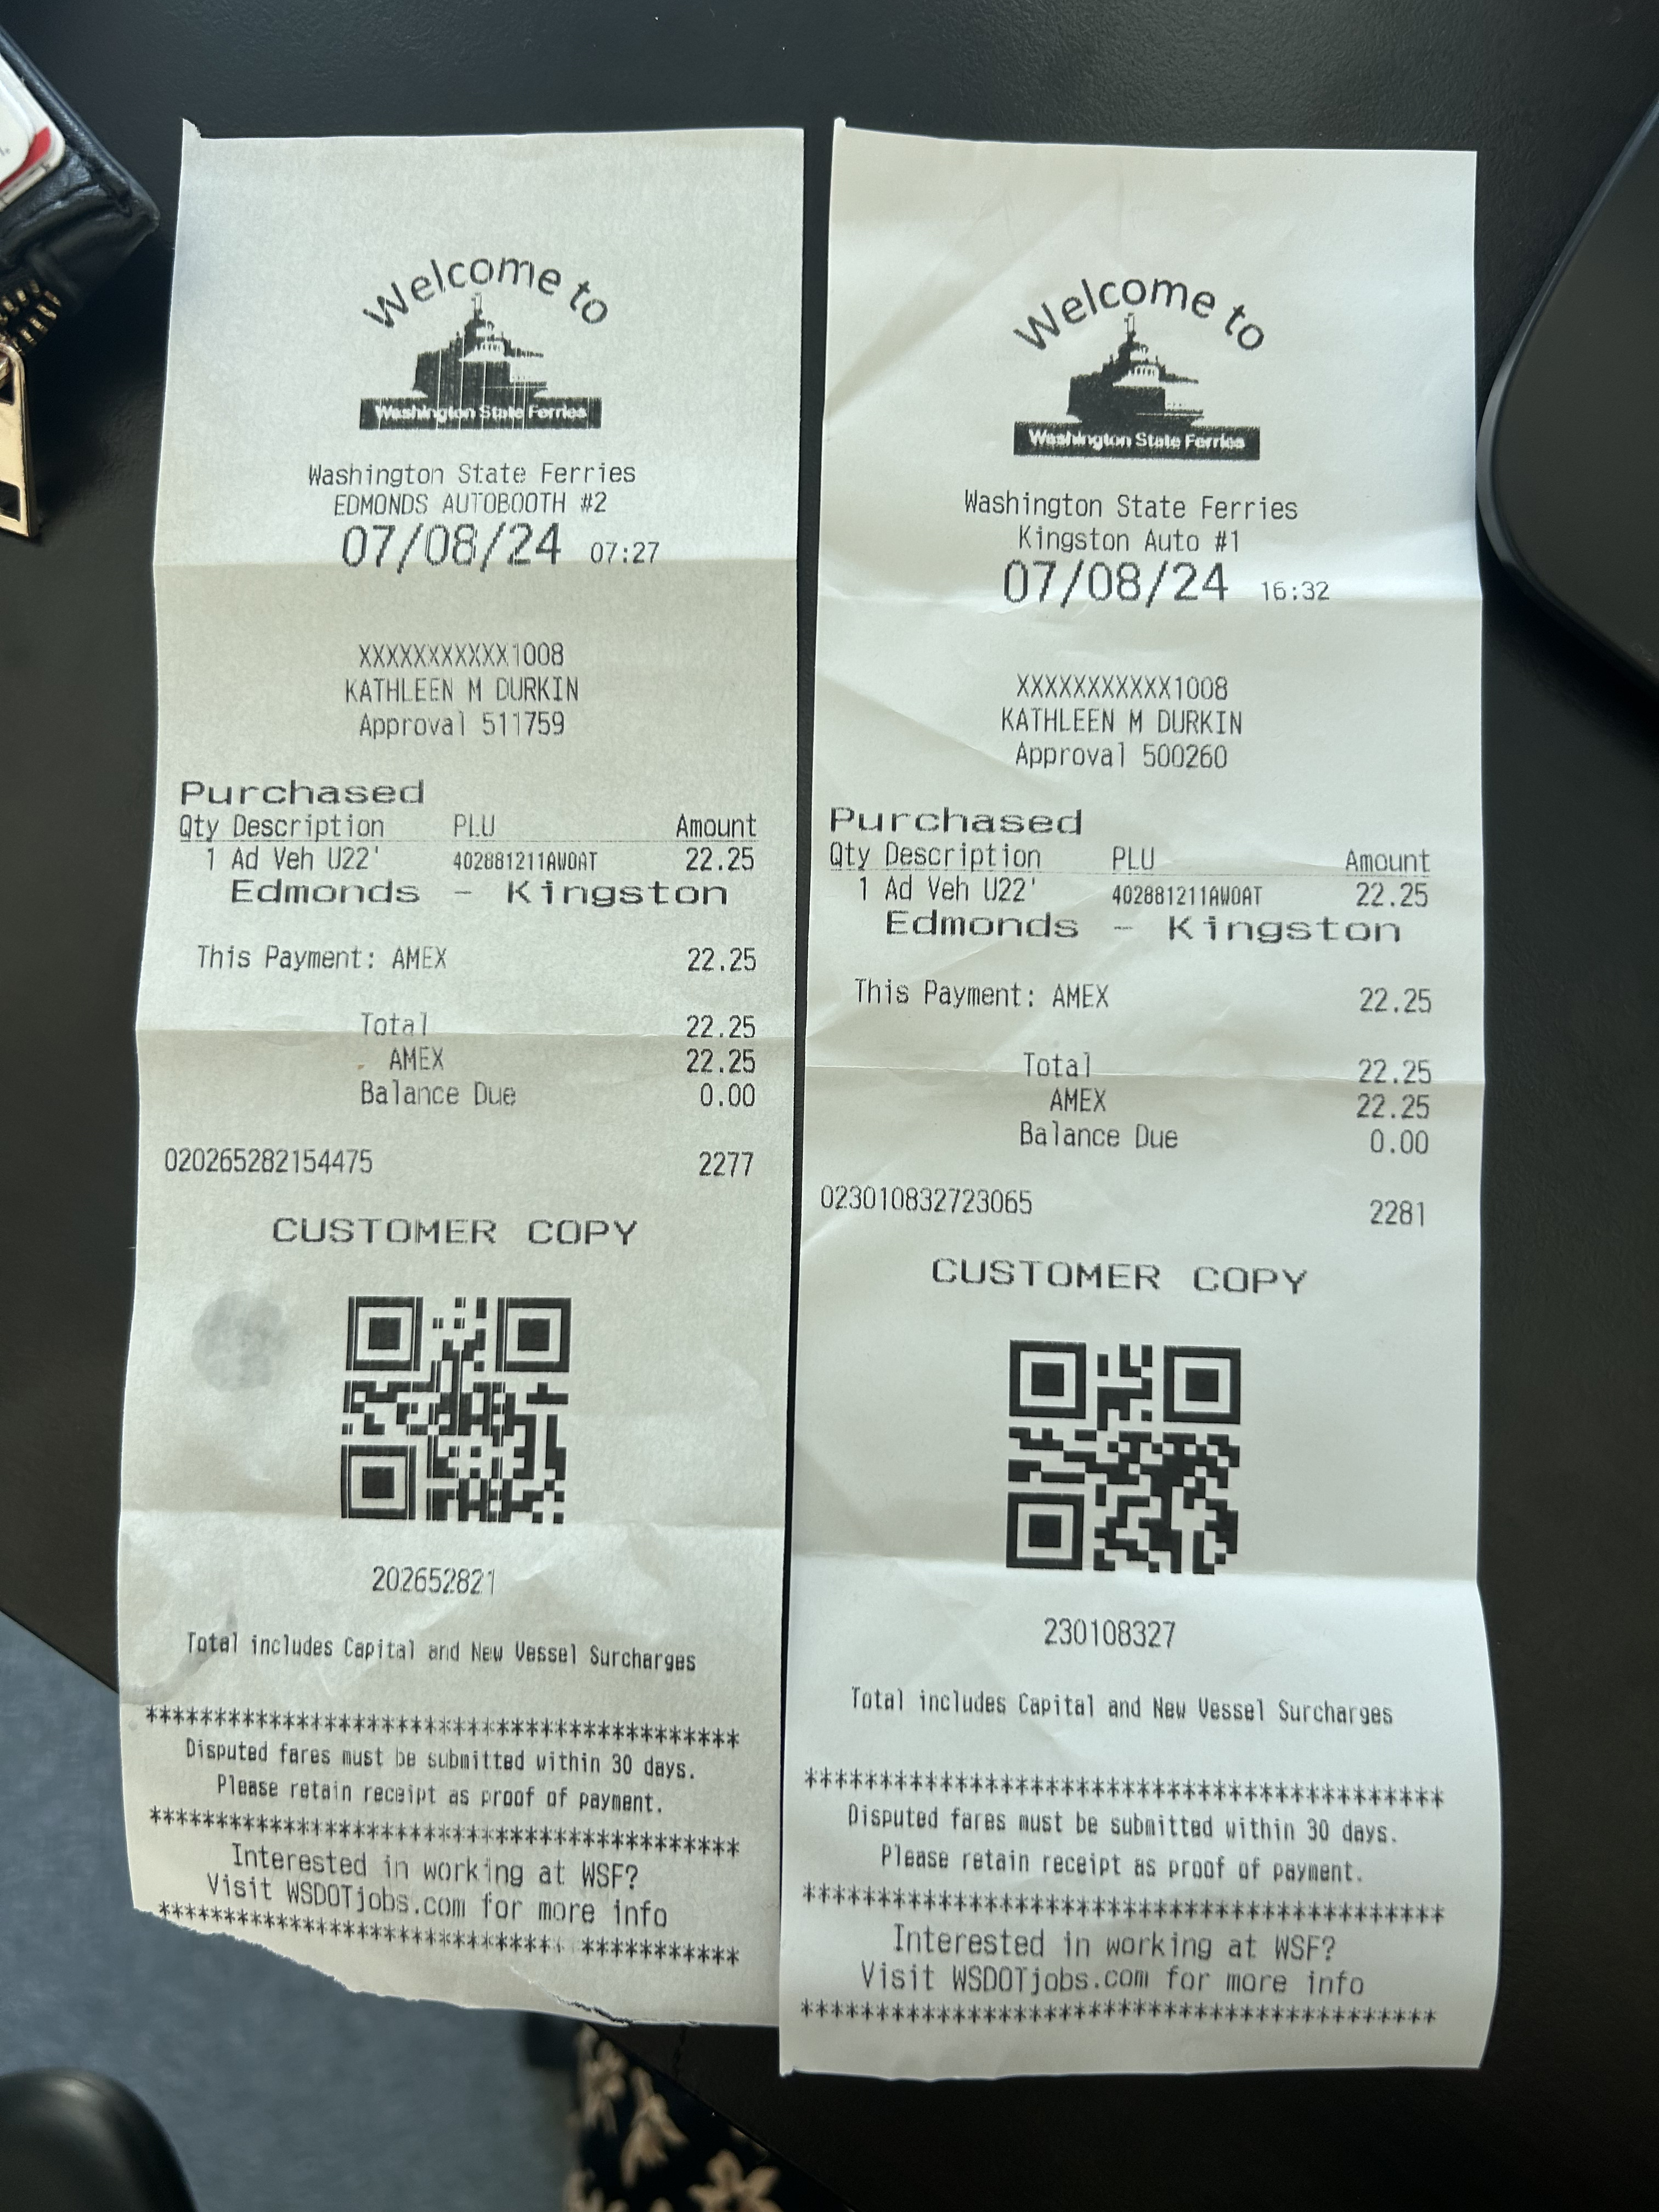 Welcome to
Washington State Ferries
Washington State Ferries
EDMONDS AUTOBOOTH #2
07/08/24 07:27
XXXXXXXXXXX1008
KATHLEEN M DURKIN
Approval 511759
Purchased
Qty Description PLU Amount
1 Ad Veh U22' 402881211AWOAT 22.25
Edmonds - Kingston
This Payment: AMEX 22.25
Total 22.25
AMEX 22.25
Balance Due 0.00
020265282154475 2277
CUSTOMER COPY
202652821
Total includes Capital and New Vessel Surcharges
****************************************
Disputed fares must be submitted within 30 days.
Please retain receipt as proof of payment.
****************************************
Interested in working at WSF?
Visit WSDOTjobs.com for more info
****************************************
Welcome to
Washington State Ferries
Washington State Ferries
Kingston Auto #1
07/08/24 16:32
XXXXXXXXXXX1008
KATHLEEN M DURKIN
Approval 500260
Purchased
Qty Description PLU Amount
1 Ad Veh U22' 402881211AWOAT 22.25
Edmonds - Kingston
This Payment: AMEX 22.25
Total 22.25
AMEX 22.25
Balance Due 0.00
023010832723065 2281
CUSTOMER COPY
230108327
Total includes Capital and New Vessel Surcharges
****************************************
Disputed fares must be submitted within 30 days.
Please retain receipt as proof of payment.
****************************************
Interested in working at WSF?
Visit WSDOTjobs.com for more info
****************************************